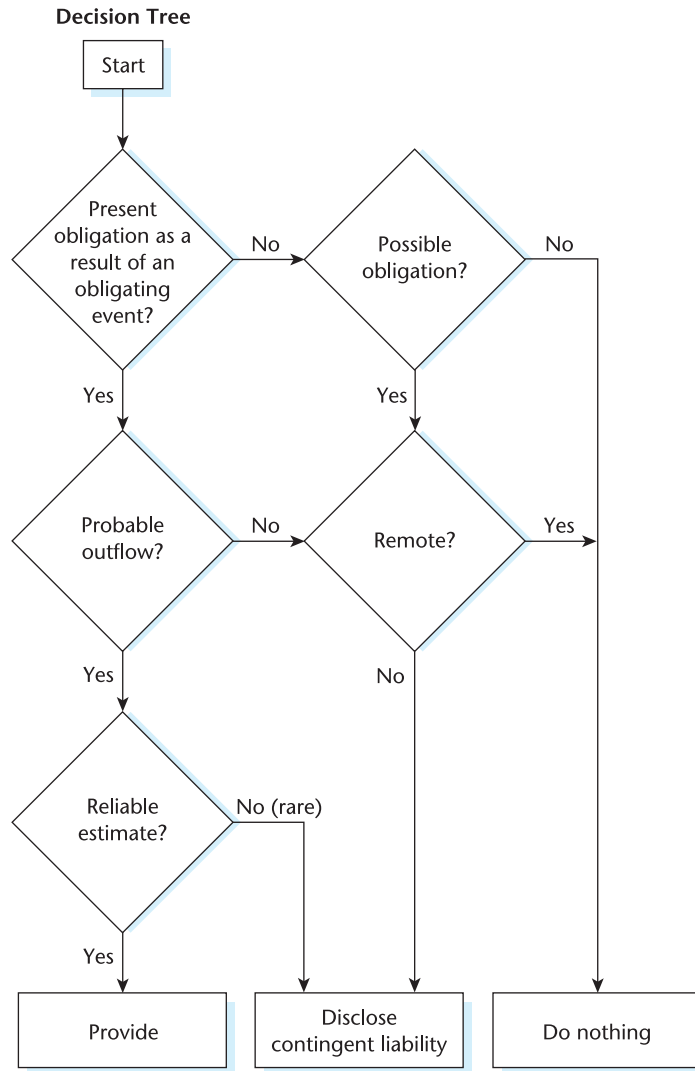 Decision Tree
Start
Present
obligation as a
result of an
obligating
event?
No
Possible
obligation?
No
Yes
Yes
Probable
outflow?
No
Remote?
Yes
Yes
No
Reliable
estimate?
No (rare)
Yes
Provide
Disclose
contingent liability
Do nothing